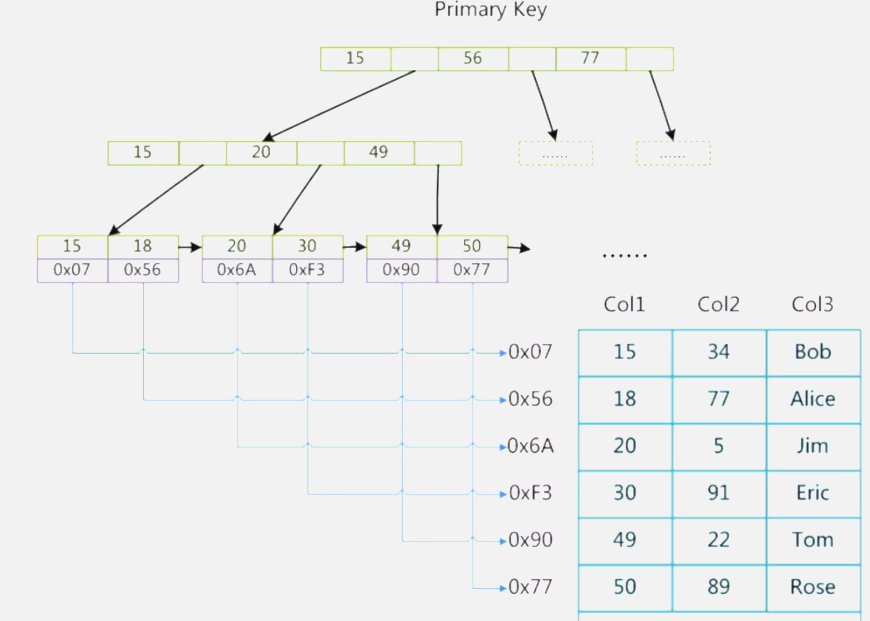 Primary Key
15 56 77
15 20 49
...... ......
15 18 20 30 49 50
0x07 0x56 0x6A 0xF3 0x90 0x77
......
Col1 Col2 Col3
0x07 15 34 Bob
0x56 18 77 Alice
0x6A 20 5 Jim
0xF3 30 91 Eric
0x90 49 22 Tom
0x77 50 89 Rose